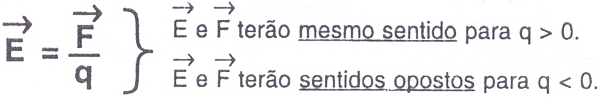 E⃗ = F⃗/q } E⃗ e F⃗ terão mesmo sentido para q > 0.
E⃗ e F⃗ terão sentidos opostos para q < 0.